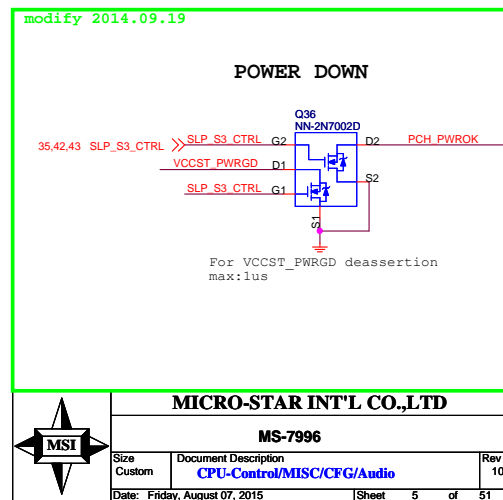 modify 2014.09.19
POWER DOWN
Q36
NN-2N7002D
35,42,43 SLP_S3_CTRL SLP_S3_CTRL G2 D2 PCH_PWROK
VCCST_PWRGD D1 S2
SLP_S3_CTRL G1
S1
For VCCST_PWRGD deassertion
max:1us
MICRO-STAR INT'L CO.,LTD
MSI
MS-7996
Size Document Description Rev
Custom CPU-Control/MISC/CFG/Audio 10
Date: Friday, August 07, 2015 Sheet 5 of 51